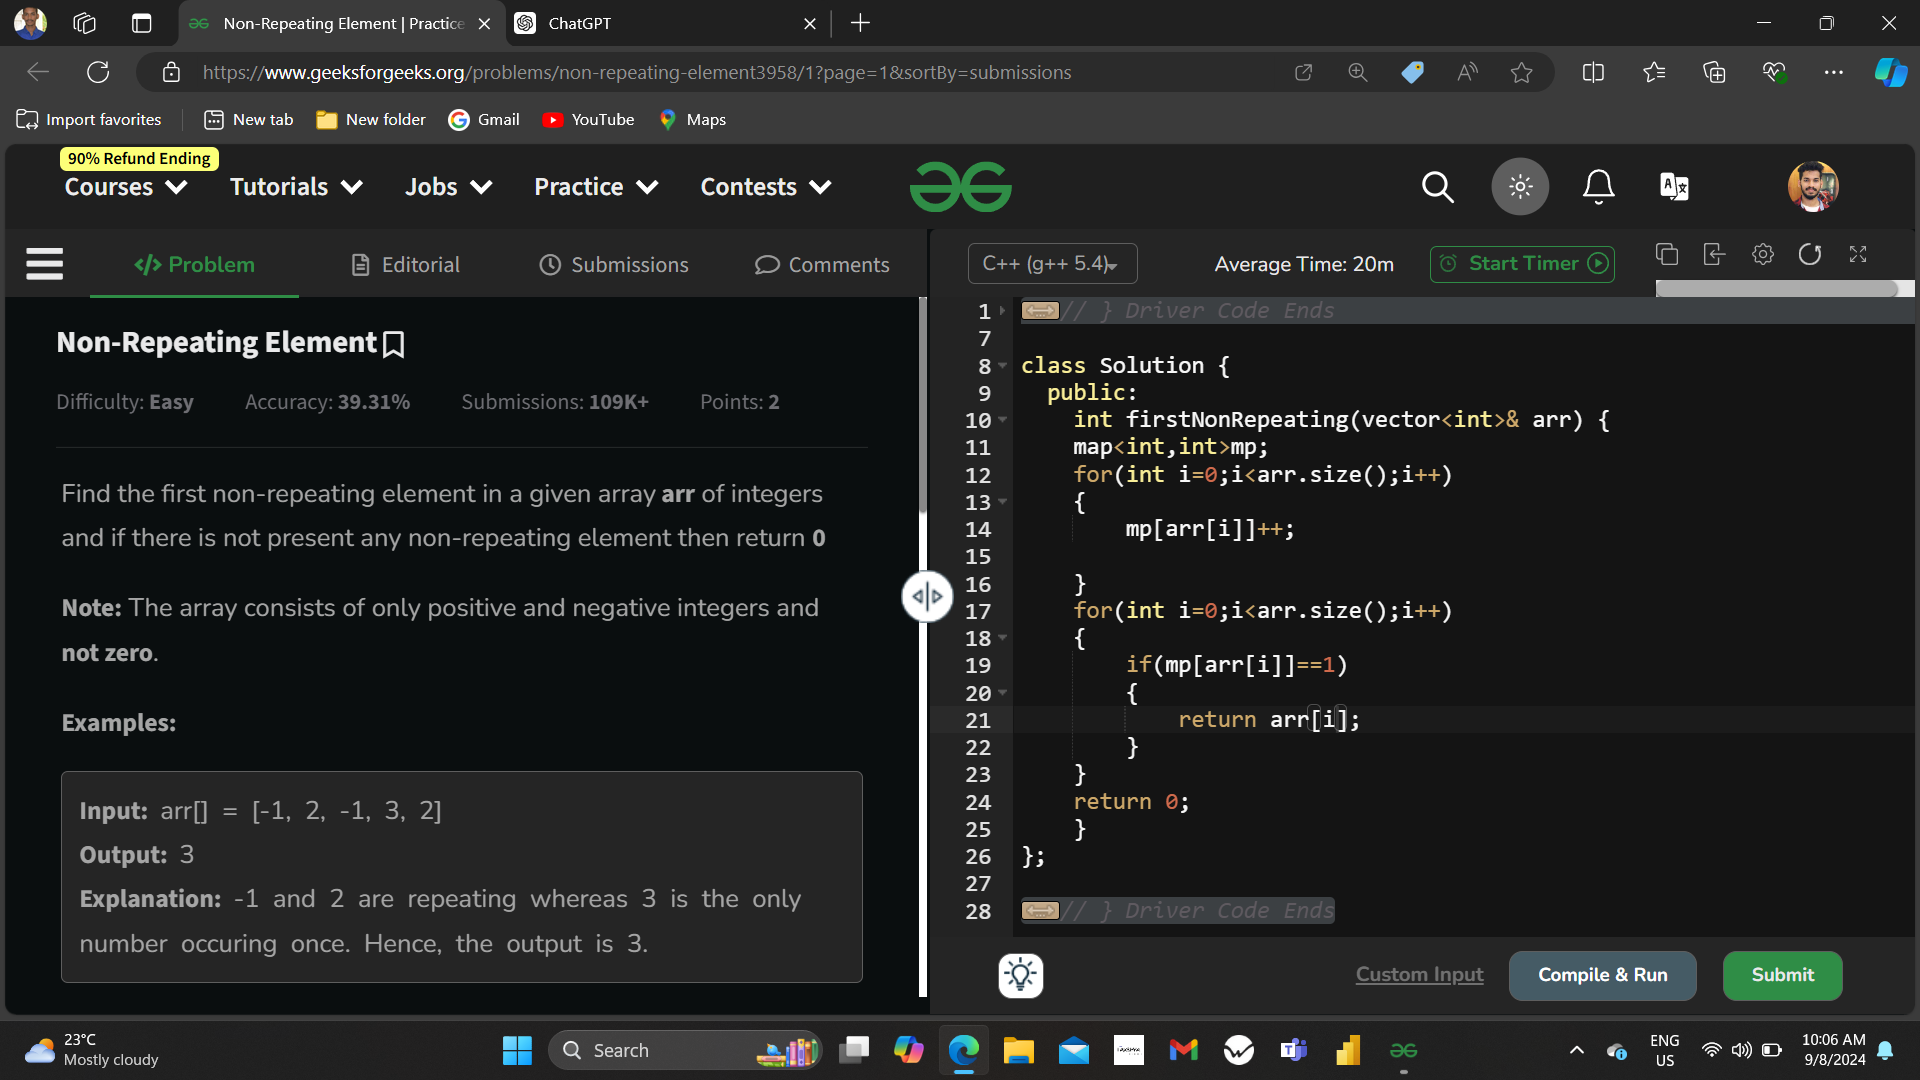 Non-Repeating Element | Practice
ChatGPT
https://www.geeksforgeeks.org/problems/non-repeating-element3958/1?page=1&sortBy=submissions
Import favorites
New tab
New folder
Gmail
YouTube
Maps
90% Refund Ending
Courses
Tutorials
Jobs
Practice
Contests
Problem
Editorial
Submissions
Comments
C++ (g++ 5.4)
Average Time: 20m
Start Timer
Non-Repeating Element
Difficulty: Easy
Accuracy: 39.31%
Submissions: 109K+
Points: 2
Find the first non-repeating element in a given array arr of integers
and if there is not present any non-repeating element then return 0
Note: The array consists of only positive and negative integers and
not zero.
Examples:
Input: arr[] = [-1, 2, -1, 3, 2]
Output: 3
Explanation: -1 and 2 are repeating whereas 3 is the only
number occuring once. Hence, the output is 3.
1 // } Driver Code Ends
7
8 class Solution {
9 public:
10 int firstNonRepeating(vector<int>& arr) {
11 map<int,int>mp;
12 for(int i=0;i<arr.size();i++)
13 {
14 mp[arr[i]]++;
15
16 }
17 for(int i=0;i<arr.size();i++)
18 {
19 if(mp[arr[i]]==1)
20 {
21 return arr[i];
22 }
23 }
24 return 0;
25 }
26 };
27
28 // } Driver Code Ends
Custom Input
Compile & Run
Submit
23°C
Mostly cloudy
Search
ENG
US
10:06 AM
9/8/2024